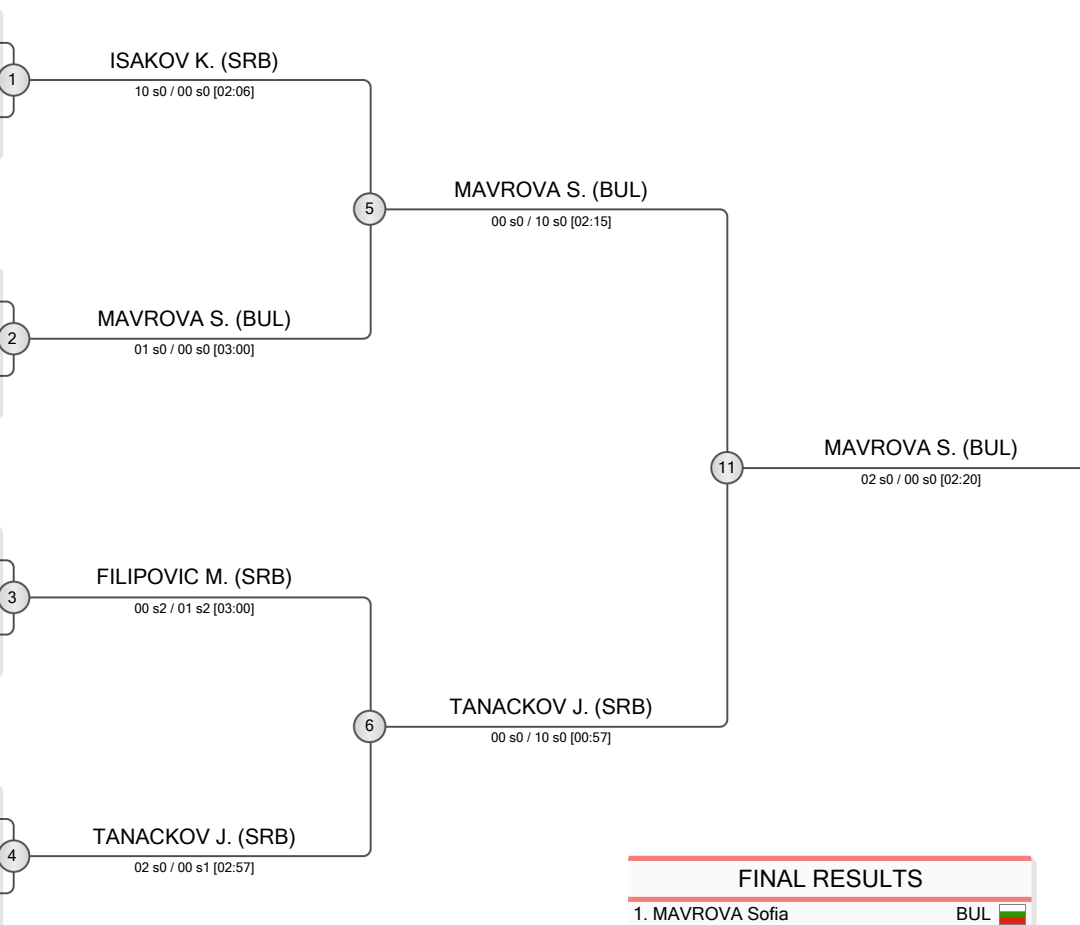 ISAKOV K. (SRB)
1
10 s0 / 00 s0 [02:06]
MAVROVA S. (BUL)
5
00 s0 / 10 s0 [02:15]
MAVROVA S. (BUL)
2
01 s0 / 00 s0 [03:00]
MAVROVA S. (BUL)
11
02 s0 / 00 s0 [02:20]
FILIPOVIC M. (SRB)
3
00 s2 / 01 s2 [03:00]
TANACKOV J. (SRB)
6
00 s0 / 10 s0 [00:57]
TANACKOV J. (SRB)
4
02 s0 / 00 s1 [02:57]
FINAL RESULTS
1. MAVROVA Sofia BUL